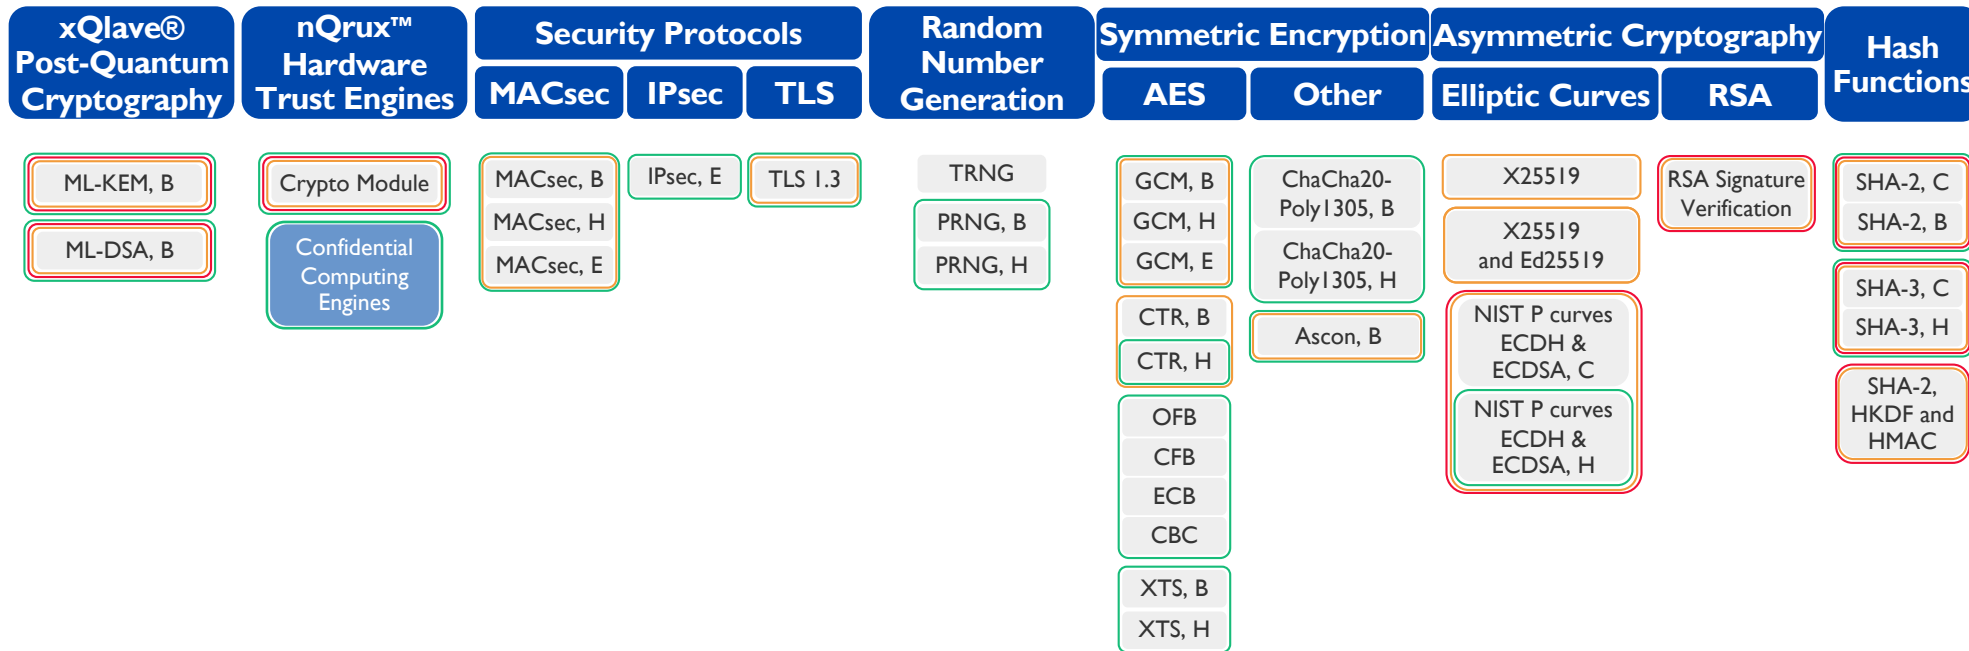 xQlave®
Post-Quantum
Cryptography
nQrux™
Hardware
Trust Engines
Security Protocols
MACsec
IPsec
TLS
Random
Number
Generation
Symmetric Encryption
AES
Other
Asymmetric Cryptography
Elliptic Curves
RSA
Hash
Functions
ML-KEM, B
ML-DSA, B
Crypto Module
Confidential
Computing
Engines
MACsec, B
MACsec, H
MACsec, E
IPsec, E
TLS 1.3
TRNG
PRNG, B
PRNG, H
GCM, B
GCM, H
GCM, E
CTR, B
CTR, H
OFB
CFB
ECB
CBC
XTS, B
XTS, H
ChaCha20-
Poly1305, B
ChaCha20-
Poly1305, H
Ascon, B
X25519
X25519
and Ed25519
NIST P curves
ECDH &
ECDSA, C
NIST P curves
ECDH &
ECDSA, H
RSA Signature
Verification
SHA-2, C
SHA-2, B
SHA-3, C
SHA-3, H
SHA-2,
HKDF and
HMAC